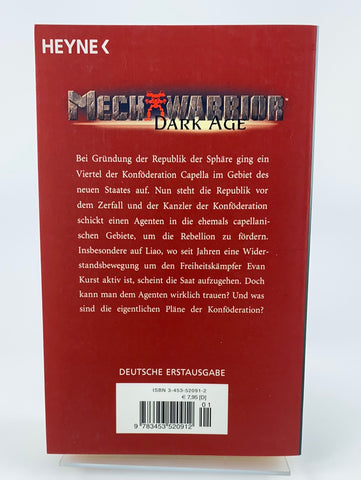 HEYNE <
MECHWARRIOR™
DARK AGE
Bei Gründung der Republik der Sphäre ging ein
Viertel der Konföderation Capella im Gebiet des
neuen Staates auf. Nun steht die Republik vor
dem Zerfall und der Kanzler der Konföderation
schickt einen Agenten in die ehemals capellani-
schen Gebiete, um die Rebellion zu fördern.
Insbesondere auf Liao, wo seit Jahren eine Wider-
standsbewegung um den Freiheitskämpfer Evan
Kurst aktiv ist, scheint die Saat aufzugehen. Doch
kann man dem Agenten wirklich trauen? Und was
sind die eigentlichen Pläne der Konföderation?
DEUTSCHE ERSTAUSGABE
ISBN 3-453-52091-2
€ 7,95 [D]
01
9 783453 520912